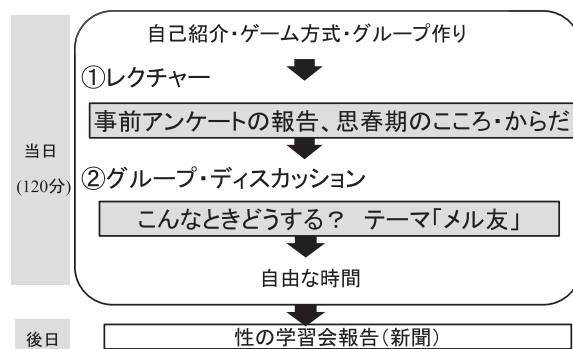 自己紹介・ゲーム方式・グループ作り
①レクチャー
事前アンケートの報告、思春期のこころ・からだ
当日
(120分)
②グループ・ディスカッション
こんなときどうする？　テーマ「メル友」
自由な時間
後日
性の学習会報告（新聞）